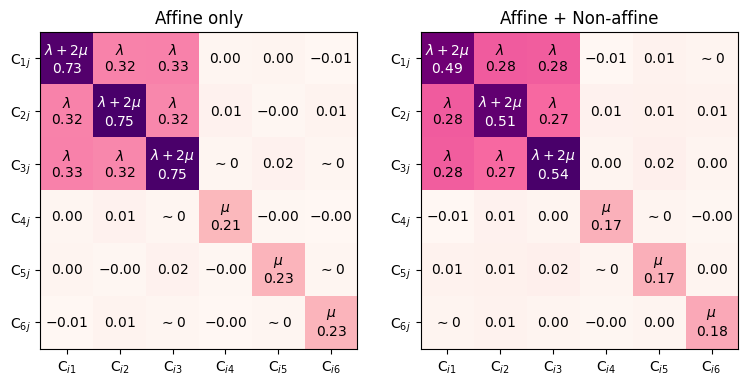 Affine only
C1j λ + 2μ 0.73 λ 0.32 λ 0.33 0.00 0.00 −0.01
C2j λ 0.32 λ + 2μ 0.75 λ 0.32 0.01 −0.00 0.01
C3j λ 0.33 λ 0.32 λ + 2μ 0.75 ~ 0 0.02 ~ 0
C4j 0.00 0.01 ~ 0 μ 0.21 −0.00 −0.00
C5j 0.00 −0.00 0.02 −0.00 μ 0.23 ~ 0
C6j −0.01 0.01 ~ 0 −0.00 ~ 0 μ 0.23
Ci1 Ci2 Ci3 Ci4 Ci5 Ci6
Affine + Non-affine
C1j λ + 2μ 0.49 λ 0.28 λ 0.28 −0.01 0.01 ~ 0
C2j λ 0.28 λ + 2μ 0.51 λ 0.27 0.01 0.01 0.01
C3j λ 0.28 λ 0.27 λ + 2μ 0.54 0.00 0.02 0.00
C4j −0.01 0.01 0.00 μ 0.17 ~ 0 −0.00
C5j 0.01 0.01 0.02 ~ 0 μ 0.17 0.00
C6j ~ 0 0.01 0.00 −0.00 0.00 μ 0.18
Ci1 Ci2 Ci3 Ci4 Ci5 Ci6